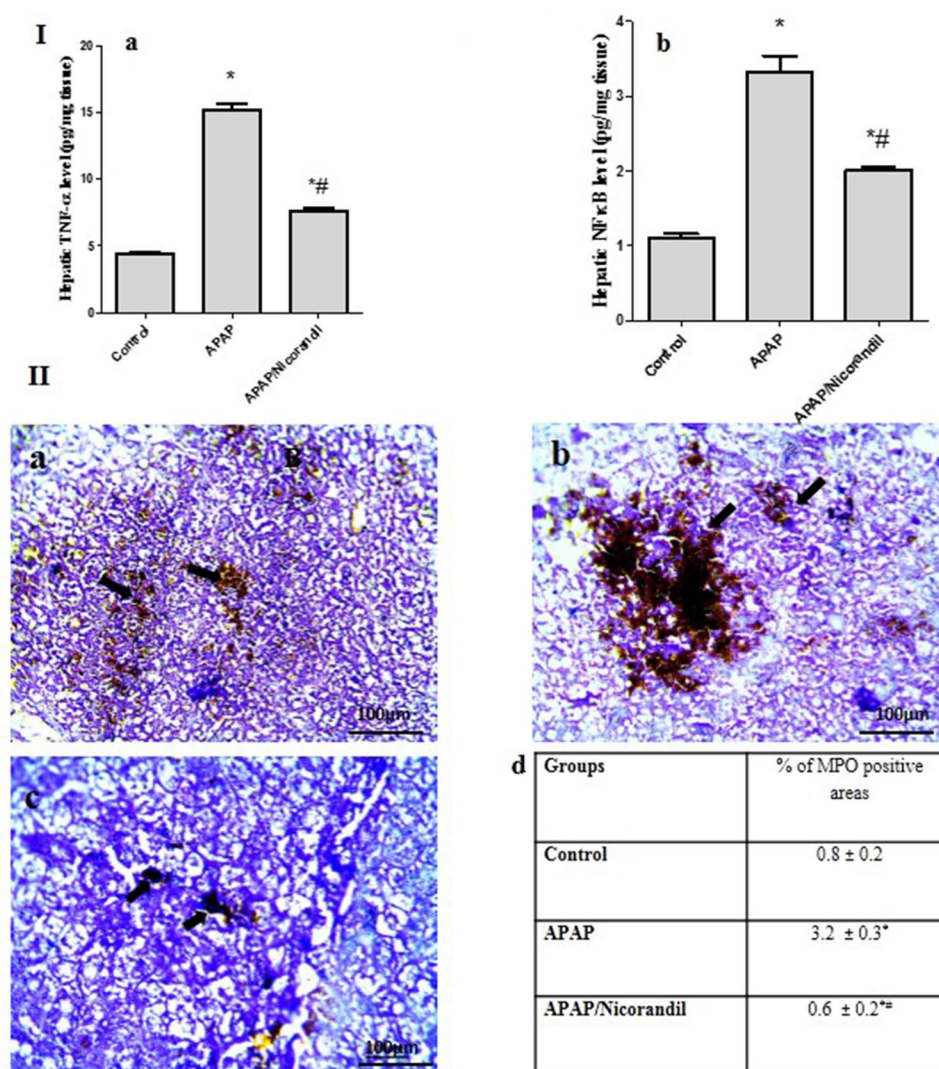 I
a
Hepatic TNF-α level (pg/mg tissue)
20
15
10
5
0
*
*#
Control
APAP
APAP/Nicorandil
b
Hepatic NFκB level (pg/mg tissue)
4
3
2
1
0
*
*#
Control
APAP
APAP/Nicorandil
II
a
B
100μm
b
100μm
c
100μm
d
Groups
% of MPO positive
areas
Control
0.8 ± 0.2
APAP
3.2 ± 0.3*
APAP/Nicorandil
0.6 ± 0.2*#